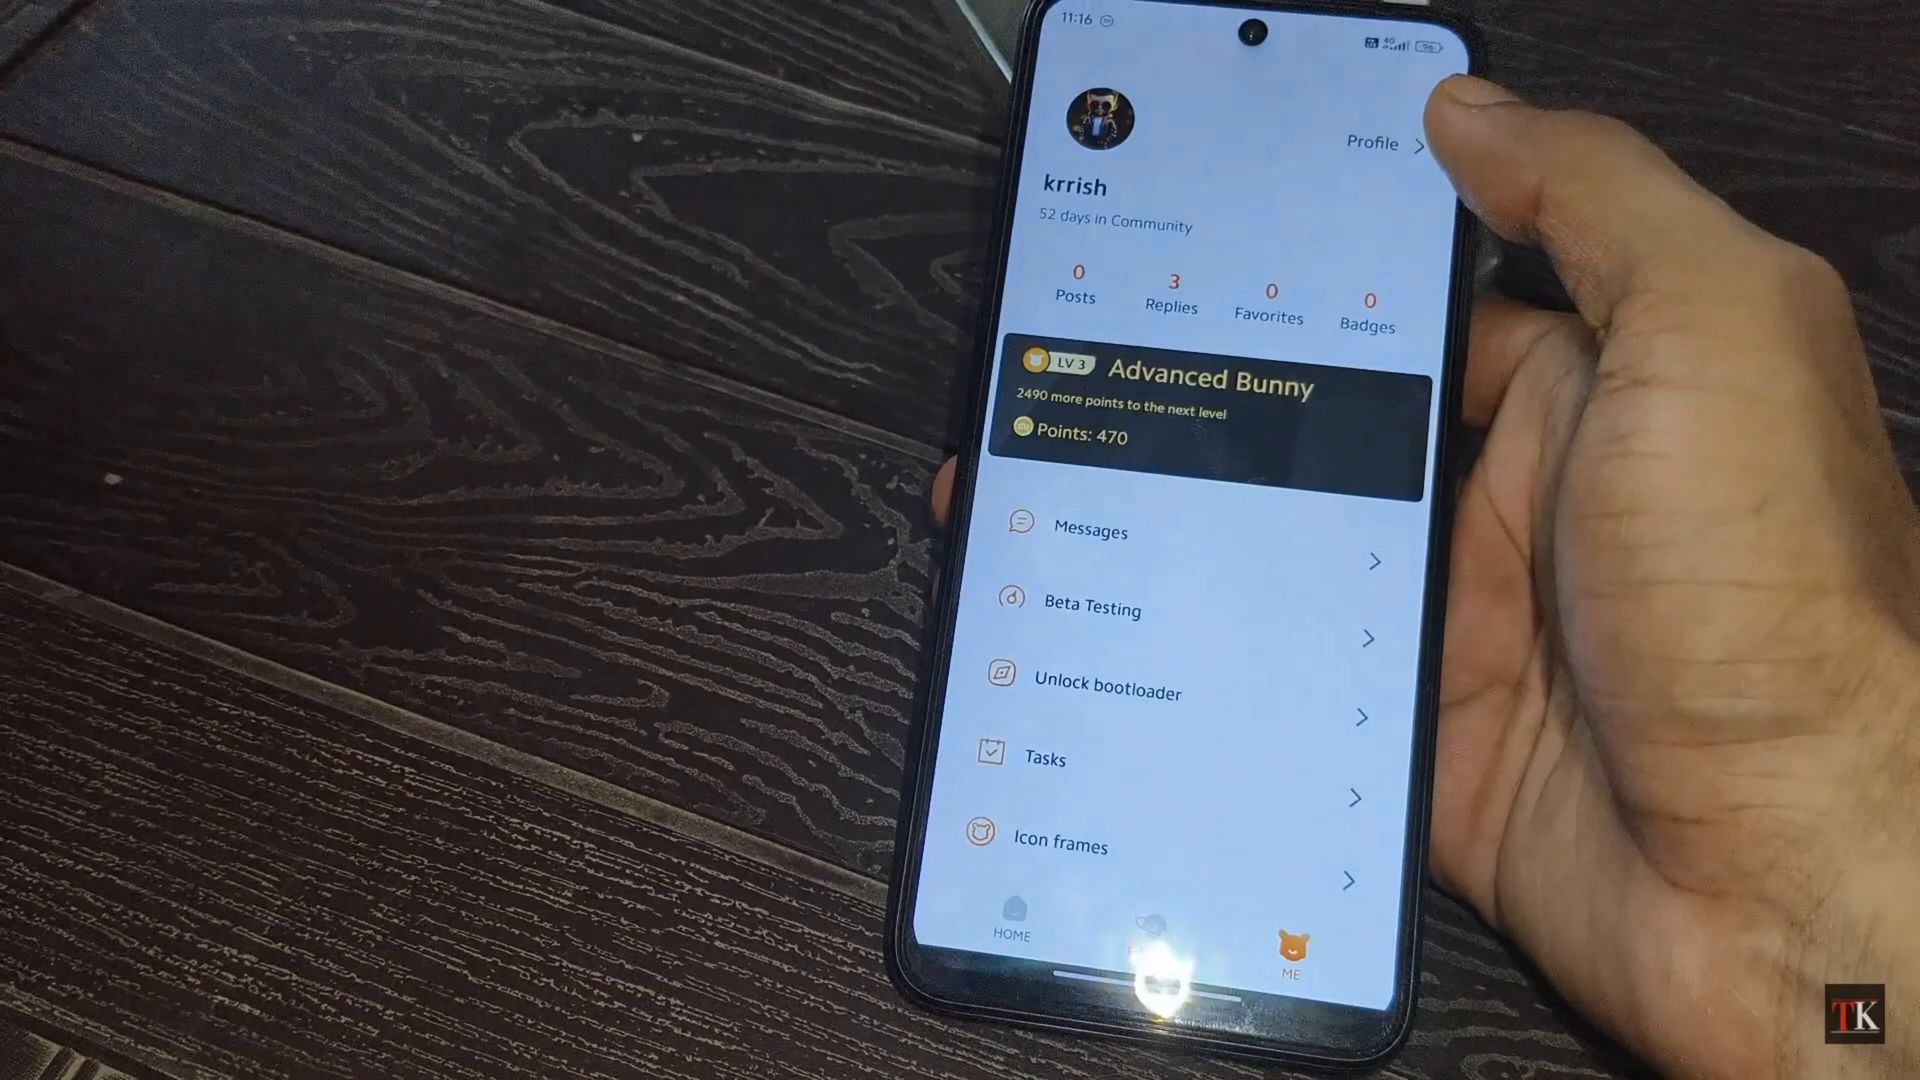 11:16
4G
96
Profile
krrish
52 days in Community
0 3 0 0
Posts Replies Favorites Badges
LV 3 Advanced Bunny
2490 more points to the next level
Points: 470
Messages
Beta Testing
Unlock bootloader
Tasks
Icon frames
HOME
ME
TK